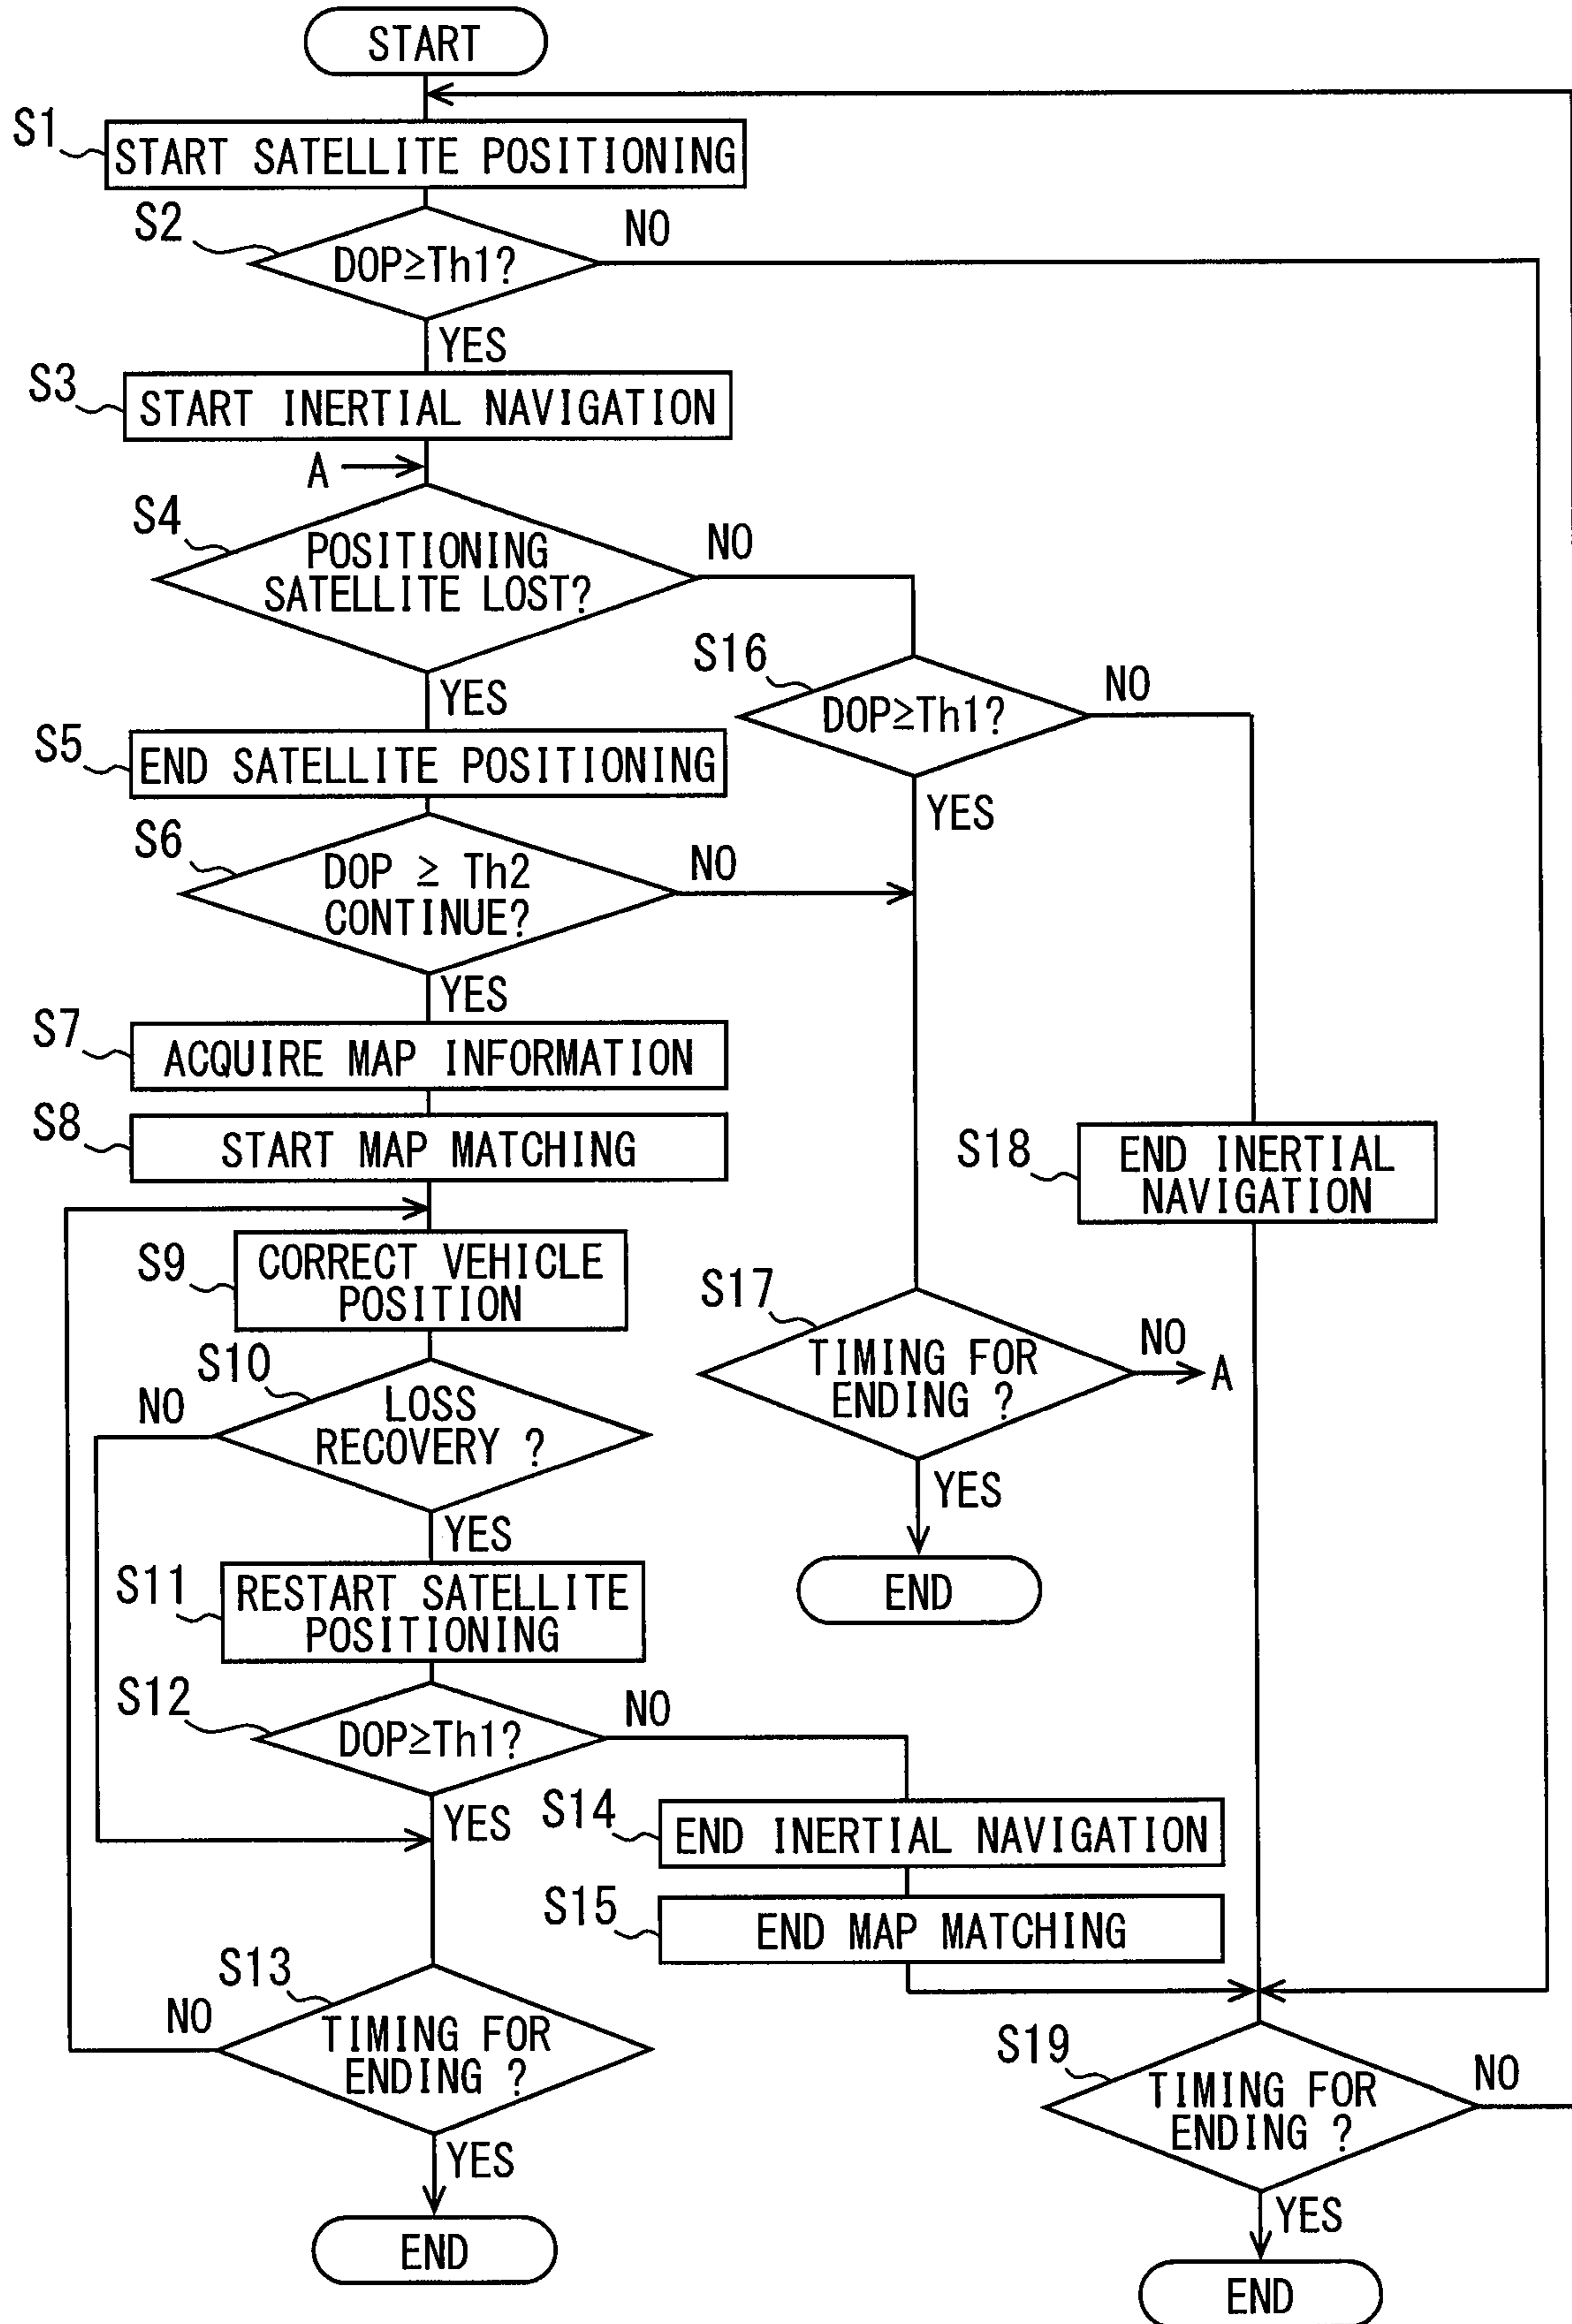 START
S1
START SATELLITE POSITIONING
S2
DOP≥Th1?
NO
YES
S3
START INERTIAL NAVIGATION
A
S4
POSITIONING
SATELLITE LOST?
NO
YES
S16
DOP≥Th1?
NO
YES
S5
END SATELLITE POSITIONING
S6
DOP ≥ Th2
CONTINUE?
NO
YES
S7
ACQUIRE MAP INFORMATION
S8
START MAP MATCHING
S18
END INERTIAL
NAVIGATION
S9
CORRECT VEHICLE
POSITION
S17
TIMING FOR
ENDING ?
NO
A
YES
END
S10
LOSS
RECOVERY ?
NO
YES
S11
RESTART SATELLITE
POSITIONING
S12
DOP≥Th1?
NO
YES
S14
END INERTIAL NAVIGATION
S15
END MAP MATCHING
S13
TIMING FOR
ENDING ?
NO
YES
END
S19
TIMING FOR
ENDING ?
NO
YES
END